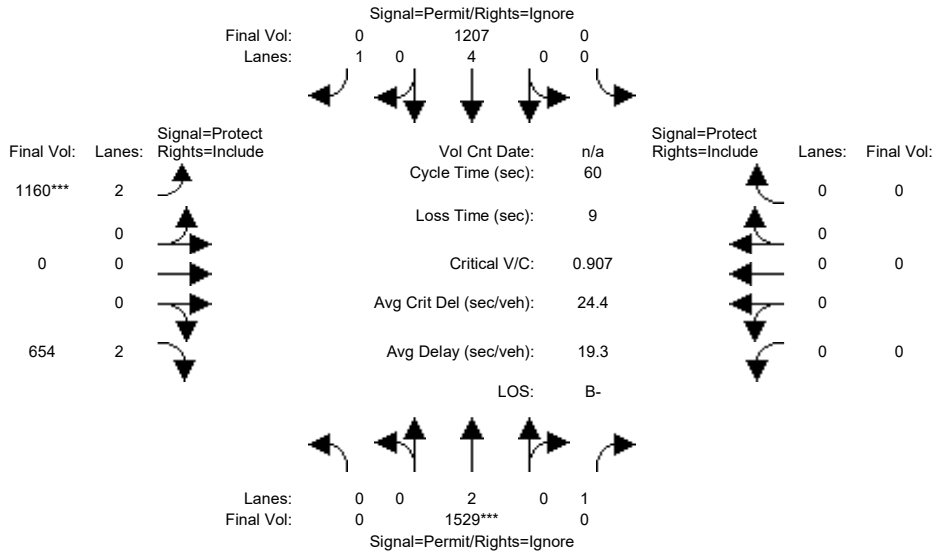 Signal=Permit/Rights=Ignore
Final Vol: 0 1207 0
Lanes: 1 0 4 0 0
Signal=Protect Signal=Protect
Final Vol: Lanes: Rights=Include Vol Cnt Date: n/a Rights=Include Lanes: Final Vol:
Cycle Time (sec): 60
1160*** 2 0 0
Loss Time (sec): 9
0 0
0 0 Critical V/C: 0.907 0 0
0 Avg Crit Del (sec/veh): 24.4 0
654 2 Avg Delay (sec/veh): 19.3 0 0
LOS: B-
Lanes: 0 0 2 0 1
Final Vol: 0 1529*** 0
Signal=Permit/Rights=Ignore